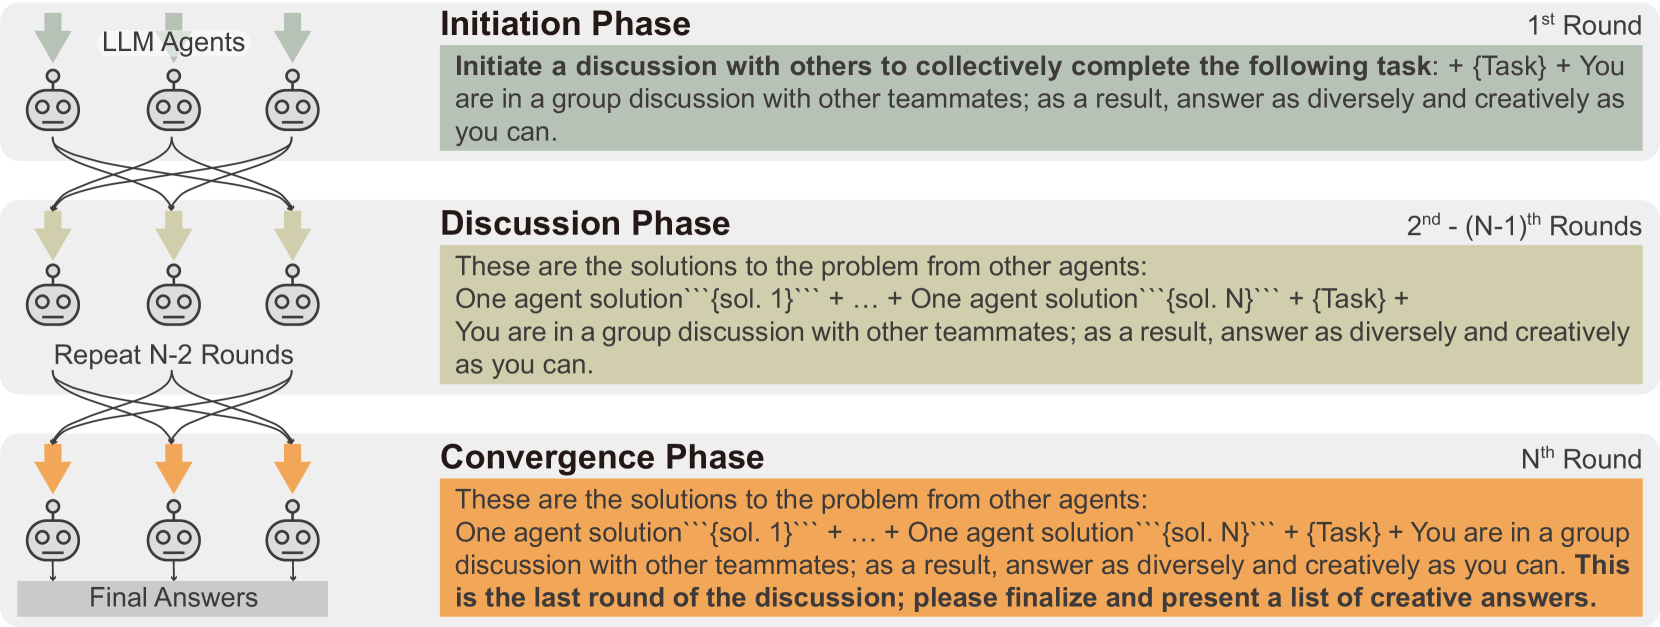 LLM Agents
Initiation Phase
1st Round
Initiate a discussion with others to collectively complete the following task: + {Task} + You
are in a group discussion with other teammates; as a result, answer as diversely and creatively as
you can.
Discussion Phase
2nd - (N-1)th Rounds
These are the solutions to the problem from other agents:
One agent solution```{sol. 1}``` + … + One agent solution```{sol. N}``` + {Task} +
You are in a group discussion with other teammates; as a result, answer as diversely and creatively
as you can.
Repeat N-2 Rounds
Convergence Phase
Nth Round
These are the solutions to the problem from other agents:
One agent solution```{sol. 1}``` + … + One agent solution```{sol. N}``` + {Task} + You are in a group
discussion with other teammates; as a result, answer as diversely and creatively as you can. This
is the last round of the discussion; please finalize and present a list of creative answers.
Final Answers